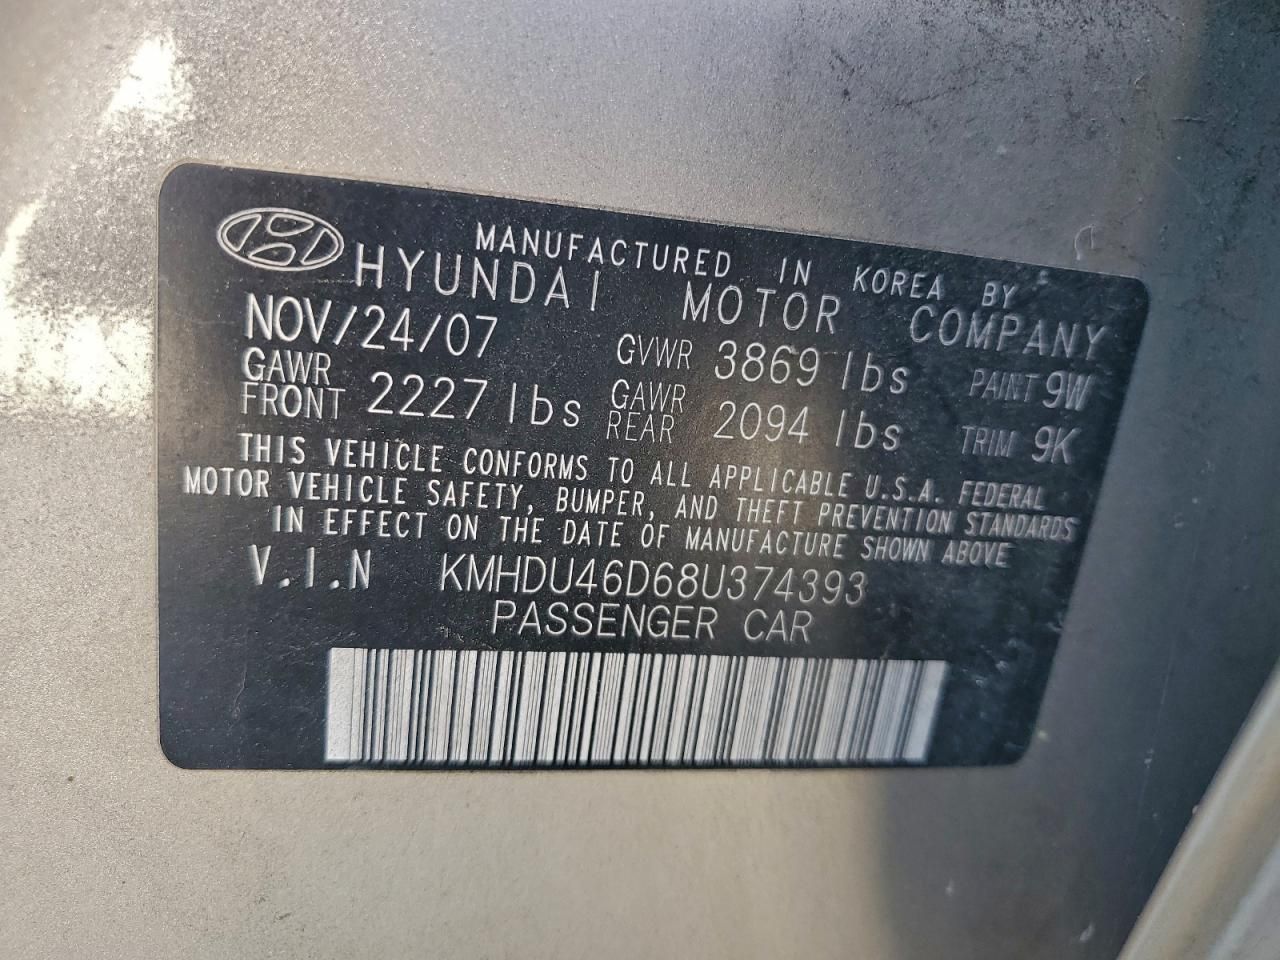 MANUFACTURED IN KOREA BY
HYUNDAI MOTOR COMPANY
NOV/24/07 GVWR 3869 lbs PAINT 9W
GAWR FRONT 2227 lbs GAWR REAR 2094 lbs TRIM 9K
THIS VEHICLE CONFORMS TO ALL APPLICABLE U.S.A. FEDERAL
MOTOR VEHICLE SAFETY, BUMPER, AND THEFT PREVENTION STANDARDS
IN EFFECT ON THE DATE OF MANUFACTURE SHOWN ABOVE
V.I.N KMHDU46D68U374393
PASSENGER CAR